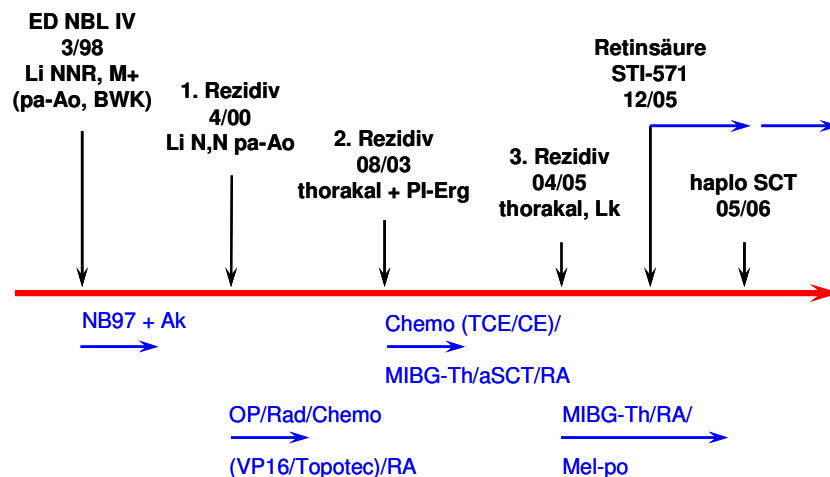 ED NBL IV
3/98
Li NNR, M+
(pa-Ao, BWK)
1. Rezidiv
4/00
Li N,N pa-Ao
2. Rezidiv
08/03
thorakal + Pl-Erg
3. Rezidiv
04/05
thorakal, Lk
Retinsäure
STI-571
12/05
haplo SCT
05/06
NB97 + Ak
Chemo (TCE/CE)/
MIBG-Th/aSCT/RA
OP/Rad/Chemo
(VP16/Topotec)/RA
MIBG-Th/RA/
Mel-po